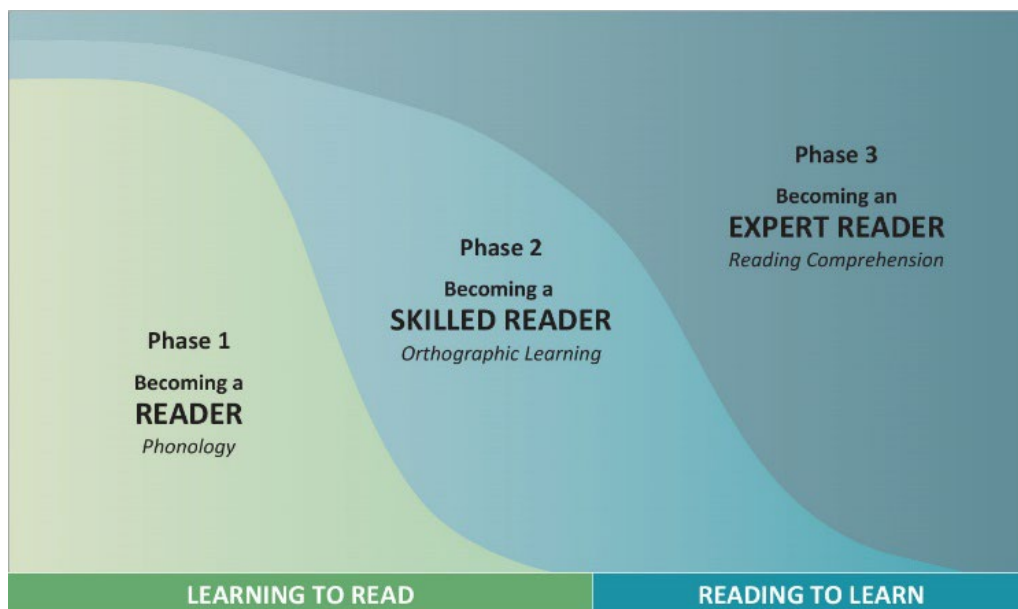 Phase 1
Becoming a
READER
Phonology
Phase 2
Becoming a
SKILLED READER
Orthographic Learning
Phase 3
Becoming an
EXPERT READER
Reading Comprehension
LEARNING TO READ
READING TO LEARN